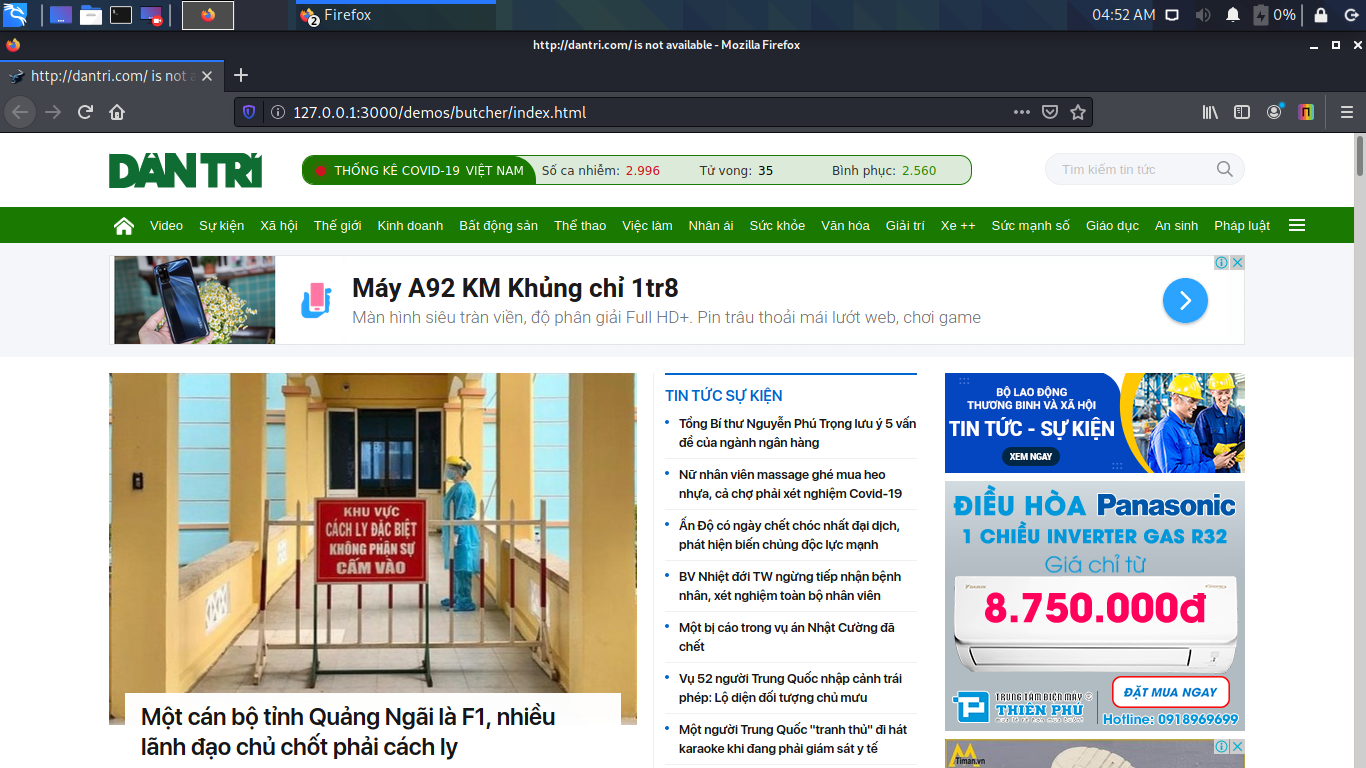 2
Firefox
04:52 AM
0%
http://dantri.com/ is not available - Mozilla Firefox
http://dantri.com/ is not a
127.0.0.1:3000/demos/butcher/index.html
DÂN TRÍ
THỐNG KÊ COVID-19 VIỆT NAM
Số ca nhiễm: 2.996
Tử vong: 35
Bình phục: 2.560
Tìm kiếm tin tức
Video Sự kiện Xã hội Thế giới Kinh doanh Bất động sản Thể thao Việc làm Nhân ái Sức khỏe Văn hóa Giải trí Xe ++ Sức mạnh số Giáo dục An sinh Pháp luật
Máy A92 KM Khủng chỉ 1tr8
Màn hình siêu tràn viền, độ phân giải Full HD+. Pin trâu thoải mái lướt web, chơi game
KHU VỰC
CÁCH LY ĐẶC BIỆT
KHÔNG PHẬN SỰ
CẤM VÀO
Một cán bộ tỉnh Quảng Ngãi là F1, nhiều
lãnh đạo chủ chốt phải cách ly
TIN TỨC SỰ KIỆN
Tổng Bí thư Nguyễn Phú Trọng lưu ý 5 vấn
đề của ngành ngân hàng
Nữ nhân viên massage ghé mua heo
nhựa, cả chợ phải xét nghiệm Covid-19
Ấn Độ có ngày chết chóc nhất đại dịch,
phát hiện biến chủng độc lực mạnh
BV Nhiệt đới TW ngừng tiếp nhận bệnh
nhân, xét nghiệm toàn bộ nhân viên
Một bị cáo trong vụ án Nhật Cường đã
chết
Vụ 52 người Trung Quốc nhập cảnh trái
phép: Lộ diện đối tượng chủ mưu
Một người Trung Quốc "tranh thủ" đi hát
karaoke khi đang phải giám sát y tế
BỘ LAO ĐỘNG
THƯƠNG BINH VÀ XÃ HỘI
TIN TỨC - SỰ KIỆN
XEM NGAY
ĐIỀU HÒA Panasonic
1 CHIỀU INVERTER GAS R32
Giá chỉ từ
8.750.000đ
TRUNG TÂM ĐIỆN MÁY
THIÊN PHÚ
ĐẶT MUA NGAY
Hotline: 0918969699
Timan.vn